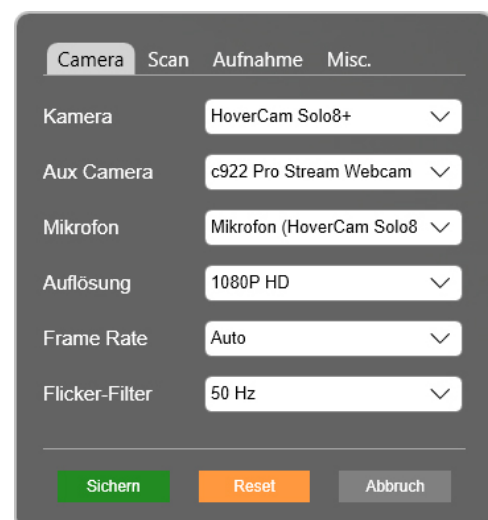 Camera Scan Aufnahme Misc.
Kamera HoverCam Solo8+
Aux Camera c922 Pro Stream Webcam
Mikrofon Mikrofon (HoverCam Solo8
Auflösung 1080P HD
Frame Rate Auto
Flicker-Filter 50 Hz
Sichern Reset Abbruch